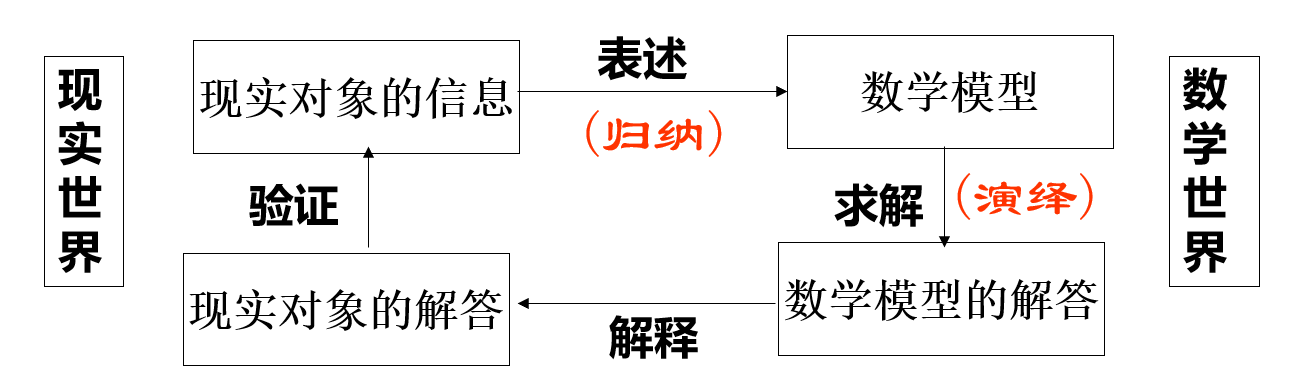 现实世界
现实对象的信息
表述
(归纳)
数学模型
数学世界
验证
求解
(演绎)
现实对象的解答
解释
数学模型的解答